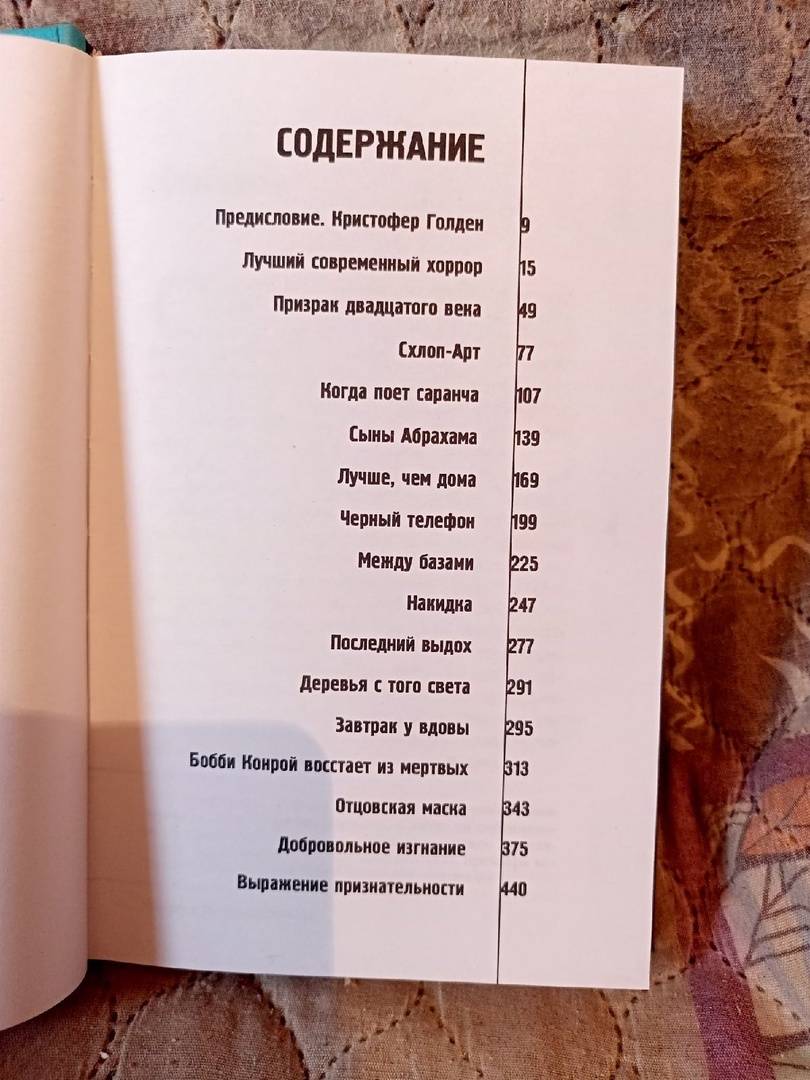 СОДЕРЖАНИЕ
Предисловие. Кристофер Голден 9
Лучший современный хоррор 15
Призрак двадцатого века 49
Схлоп-Арт 77
Когда поет саранча 107
Сыны Абрахама 139
Лучше, чем дома 169
Черный телефон 199
Между базами 225
Накидка 247
Последний выдох 277
Деревья с того света 291
Завтрак у вдовы 295
Бобби Конрой восстает из мертвых 313
Отцовская маска 343
Добровольное изгнание 375
Выражение признательности 440